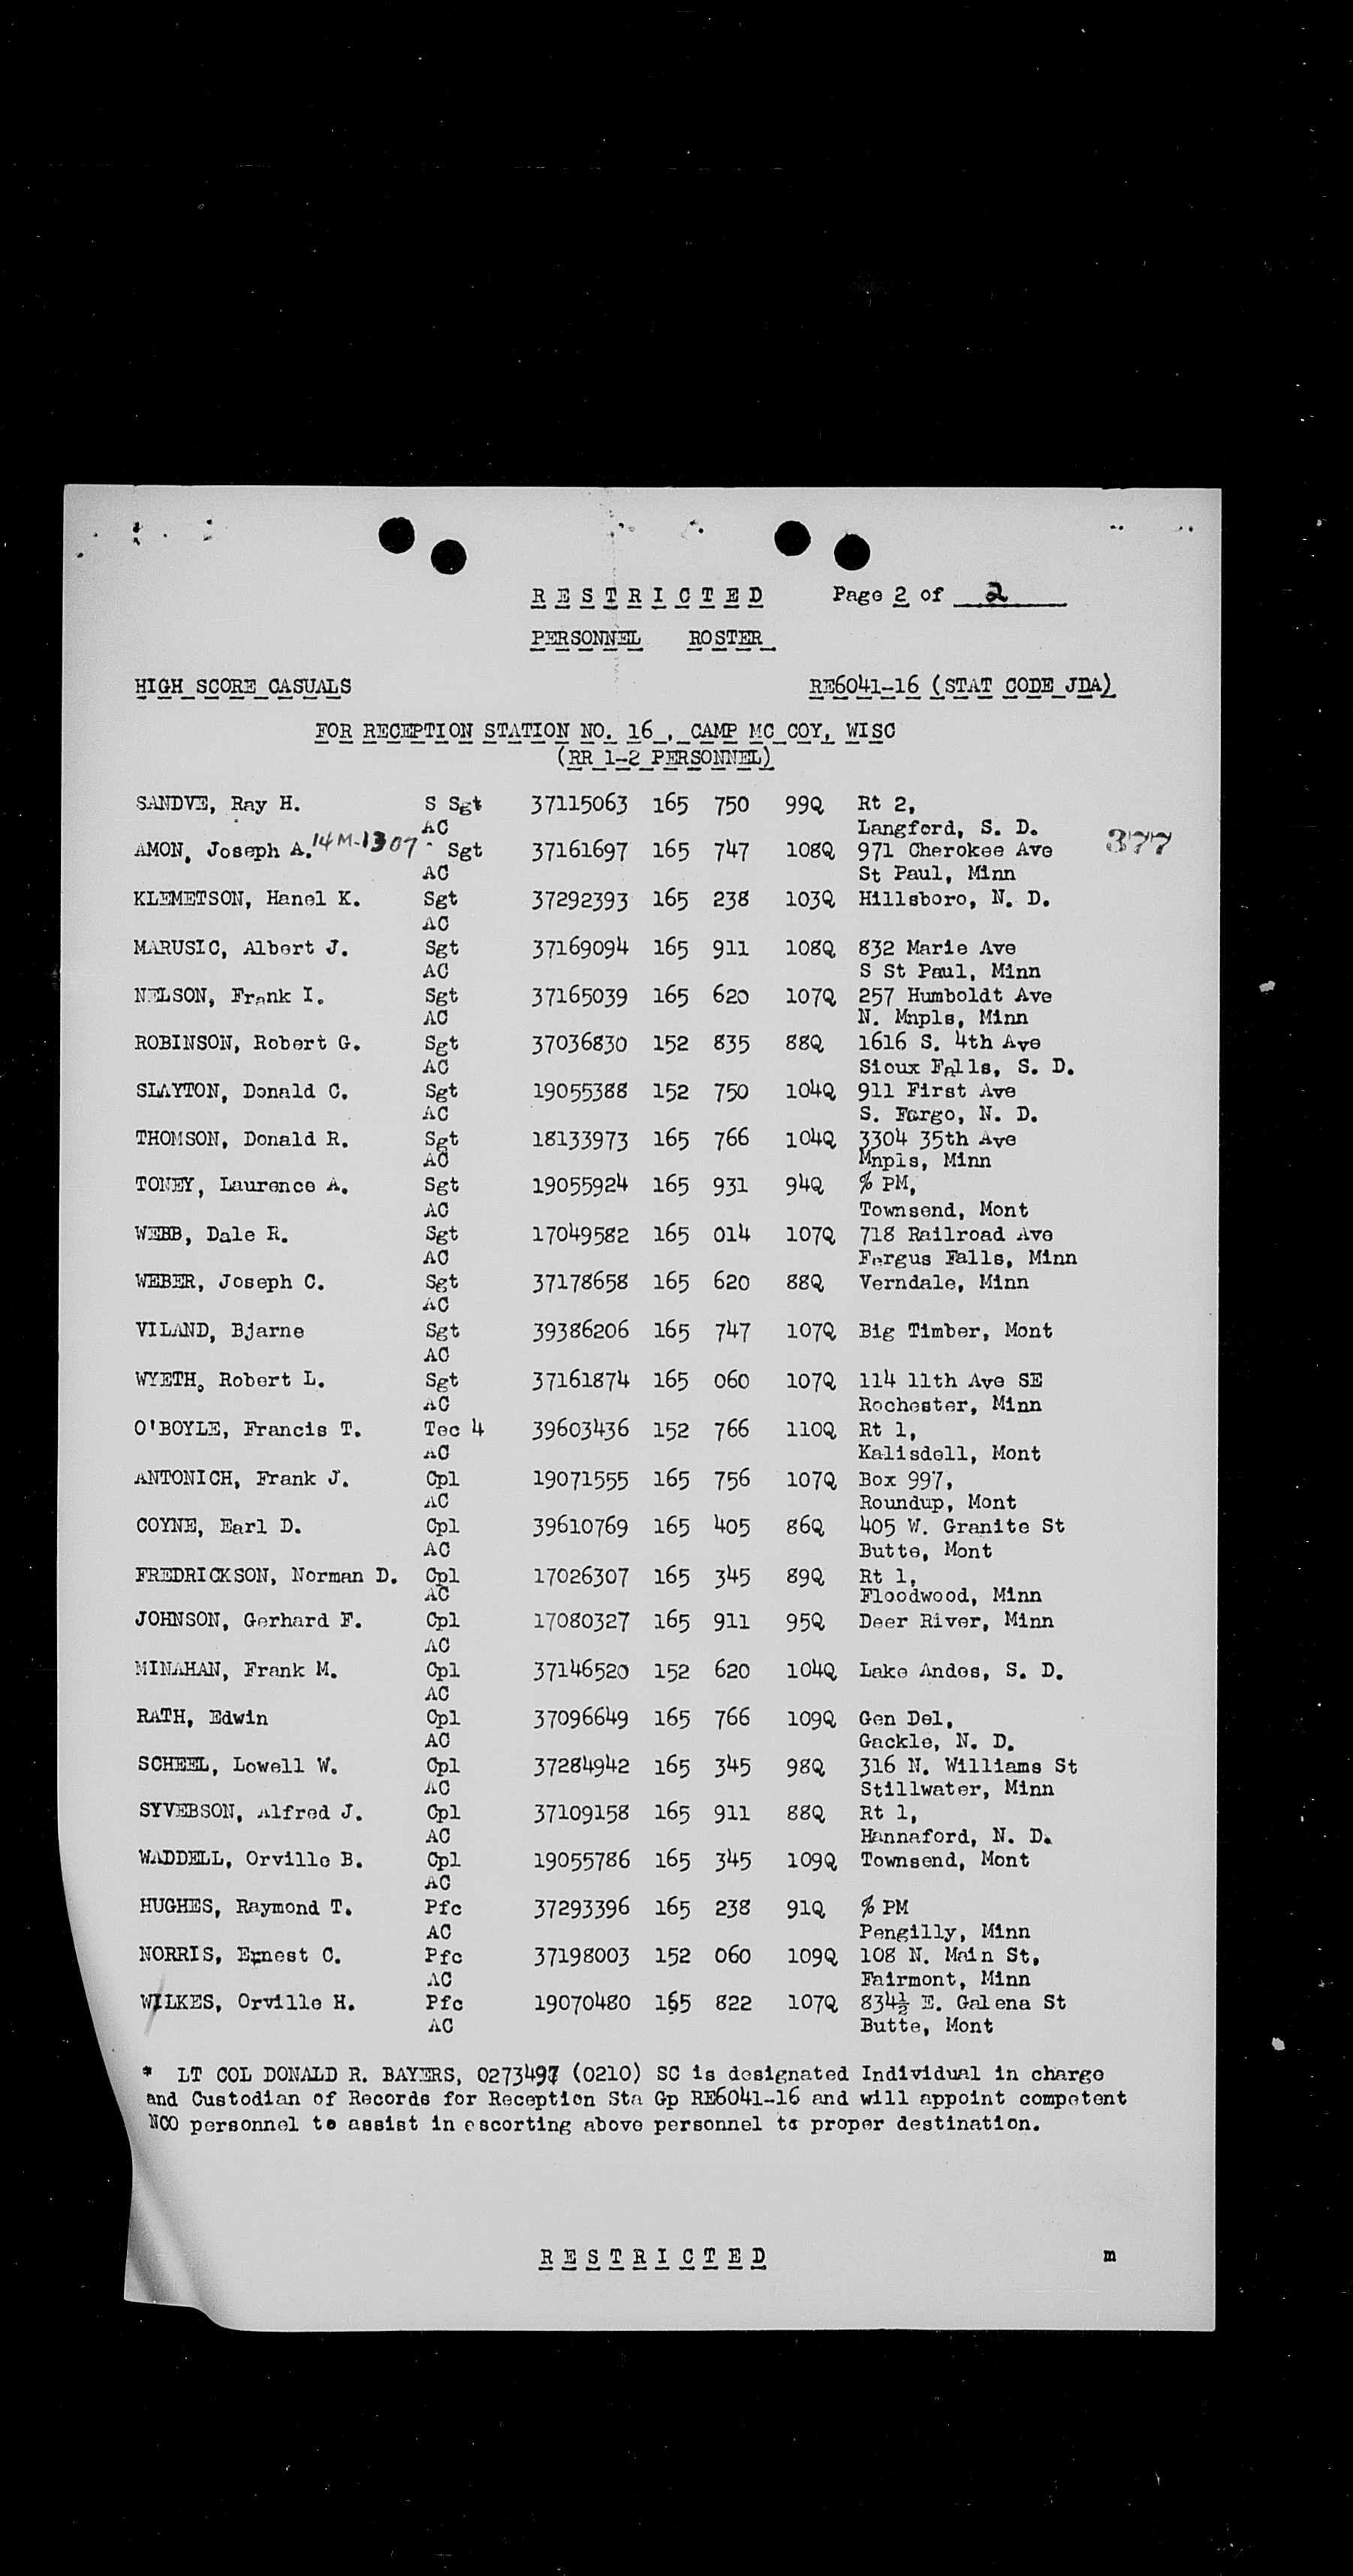 RESTRICTED Page 2 of 2
PERSONNEL ROSTER
HIGH SCORE CASUALS RE6041-16 (STAT CODE JDA)
FOR RECEPTION STATION NO. 16, CAMP MC COY, WISC
(RR 1-2 PERSONNEL)
SANDVE, Ray H. S Sgt 37115063 165 750 99Q Rt 2,
AC Langford, S. D.
AMON, Joseph A. 14M-1307 Sgt 37161697 165 747 108Q 971 Cherokee Ave 377
AC St Paul, Minn
KLEMETSON, Hanel K. Sgt 37292393 165 238 103Q Hillsboro, N. D.
AC
MARUSIC, Albert J. Sgt 37169094 165 911 108Q 832 Marie Ave
AC S St Paul, Minn
NELSON, Frank I. Sgt 37165039 165 620 107Q 257 Humboldt Ave
AC N. Mnpls, Minn
ROBINSON, Robert G. Sgt 37036830 152 835 88Q 1616 S. 4th Ave
AC Sioux Falls, S. D.
SLAYTON, Donald C. Sgt 19055388 152 750 104Q 911 First Ave
AC S. Fargo, N. D.
THOMSON, Donald R. Sgt 18133973 165 766 104Q 3304 35th Ave
AC Mnpls, Minn
TONEY, Laurence A. Sgt 19055924 165 931 94Q % PM,
AC Townsend, Mont
WEBB, Dale R. Sgt 17049582 165 014 107Q 718 Railroad Ave
AC Fergus Falls, Minn
WEBER, Joseph C. Sgt 37178658 165 620 88Q Verndale, Minn
AC
VILAND, Bjarne Sgt 39386206 165 747 107Q Big Timber, Mont
AC
WYETH, Robert L. Sgt 37161874 165 060 107Q 114 11th Ave SE
AC Rochester, Minn
O'BOYLE, Francis T. Tec 4 39603436 152 766 110Q Rt 1,
AC Kalisdell, Mont
ANTONICH, Frank J. Cpl 19071555 165 756 107Q Box 997,
AC Roundup, Mont
COYNE, Earl D. Cpl 39610769 165 405 86Q 405 W. Granite St
AC Butte, Mont
FREDRICKSON, Norman D. Cpl 17026307 165 345 89Q Rt 1,
AC Floodwood, Minn
JOHNSON, Gerhard F. Cpl 17080327 165 911 95Q Deer River, Minn
AC
MINAHAN, Frank M. Cpl 37146520 152 620 104Q Lake Andes, S. D.
AC
RATH, Edwin Cpl 37096649 165 766 109Q Gen Del,
AC Gackle, N. D.
SCHEEL, Lowell W. Cpl 37284942 165 345 98Q 316 N. Williams St
AC Stillwater, Minn
SYVEBSON, Alfred J. Cpl 37109158 165 911 88Q Rt 1,
AC Hannaford, N. D.
WADDELL, Orville B. Cpl 19055786 165 345 109Q Townsend, Mont
AC
HUGHES, Raymond T. Pfc 37293396 165 238 91Q % PM
AC Pengilly, Minn
NORRIS, Ernest C. Pfc 37198003 152 060 109Q 108 N. Main St,
AC Fairmont, Minn
WILKES, Orville H. Pfc 19070480 165 822 107Q 834½ E. Galena St
AC Butte, Mont
* LT COL DONALD R. BAYERS, 0273497 (0210) SC is designated Individual in charge
and Custodian of Records for Reception Sta Gp RE6041-16 and will appoint competent
NCO personnel to assist in escorting above personnel to proper destination.
RESTRICTED m